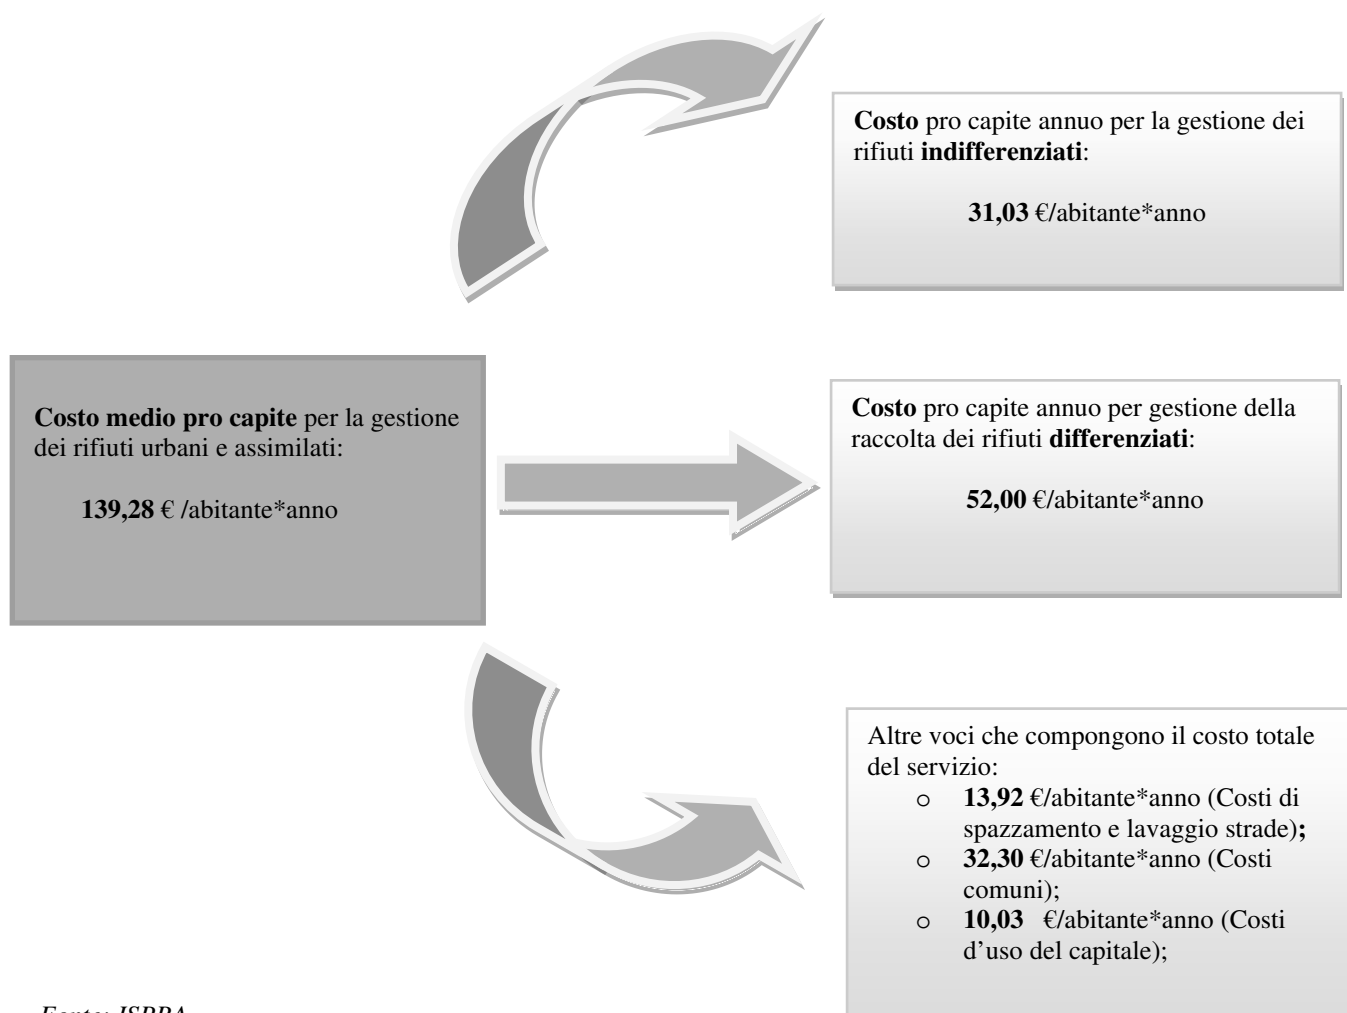 Costo pro capite annuo per la gestione dei
rifiuti indifferenziati:
31,03 €/abitante*anno
Costo medio pro capite per la gestione
dei rifiuti urbani e assimilati:
139,28 € /abitante*anno
Costo pro capite annuo per gestione della
raccolta dei rifiuti differenziati:
52,00 €/abitante*anno
Altre voci che compongono il costo totale
del servizio:
o 13,92 €/abitante*anno (Costi di
spazzamento e lavaggio strade);
o 32,30 €/abitante*anno (Costi
comuni);
o 10,03 €/abitante*anno (Costi
d’uso del capitale);
Fonte: ISPRA